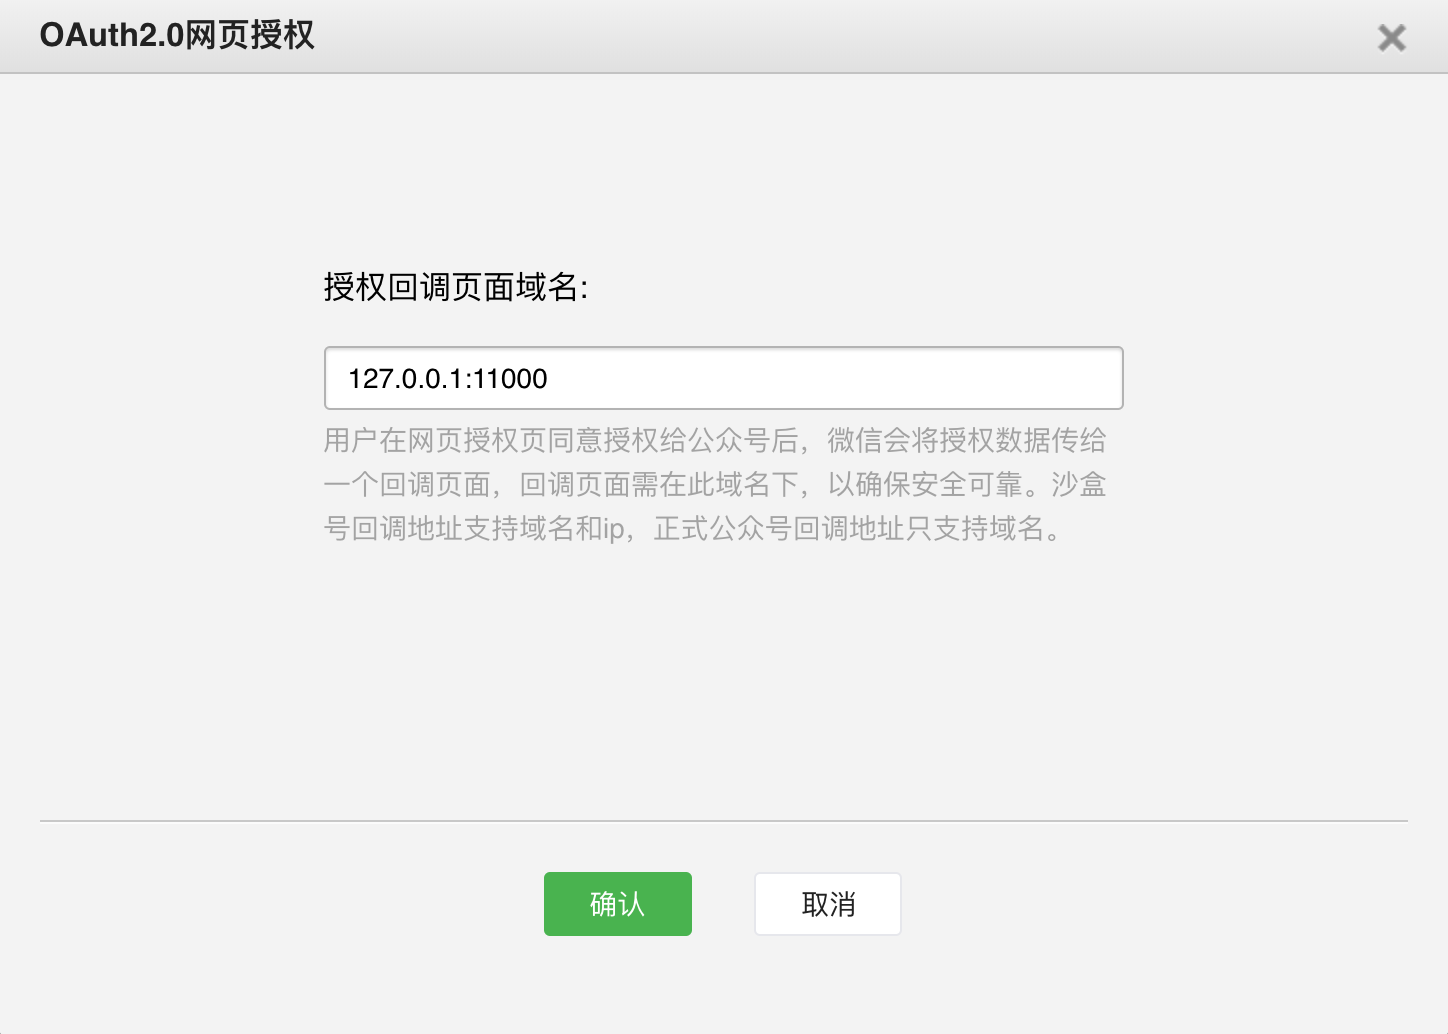 OAuth2.0网页授权
授权回调页面域名:
127.0.0.1:11000
用户在网页授权页同意授权给公众号后，微信会将授权数据传给
一个回调页面，回调页面需在此域名下，以确保安全可靠。沙盒
号回调地址支持域名和ip，正式公众号回调地址只支持域名。
确认
取消